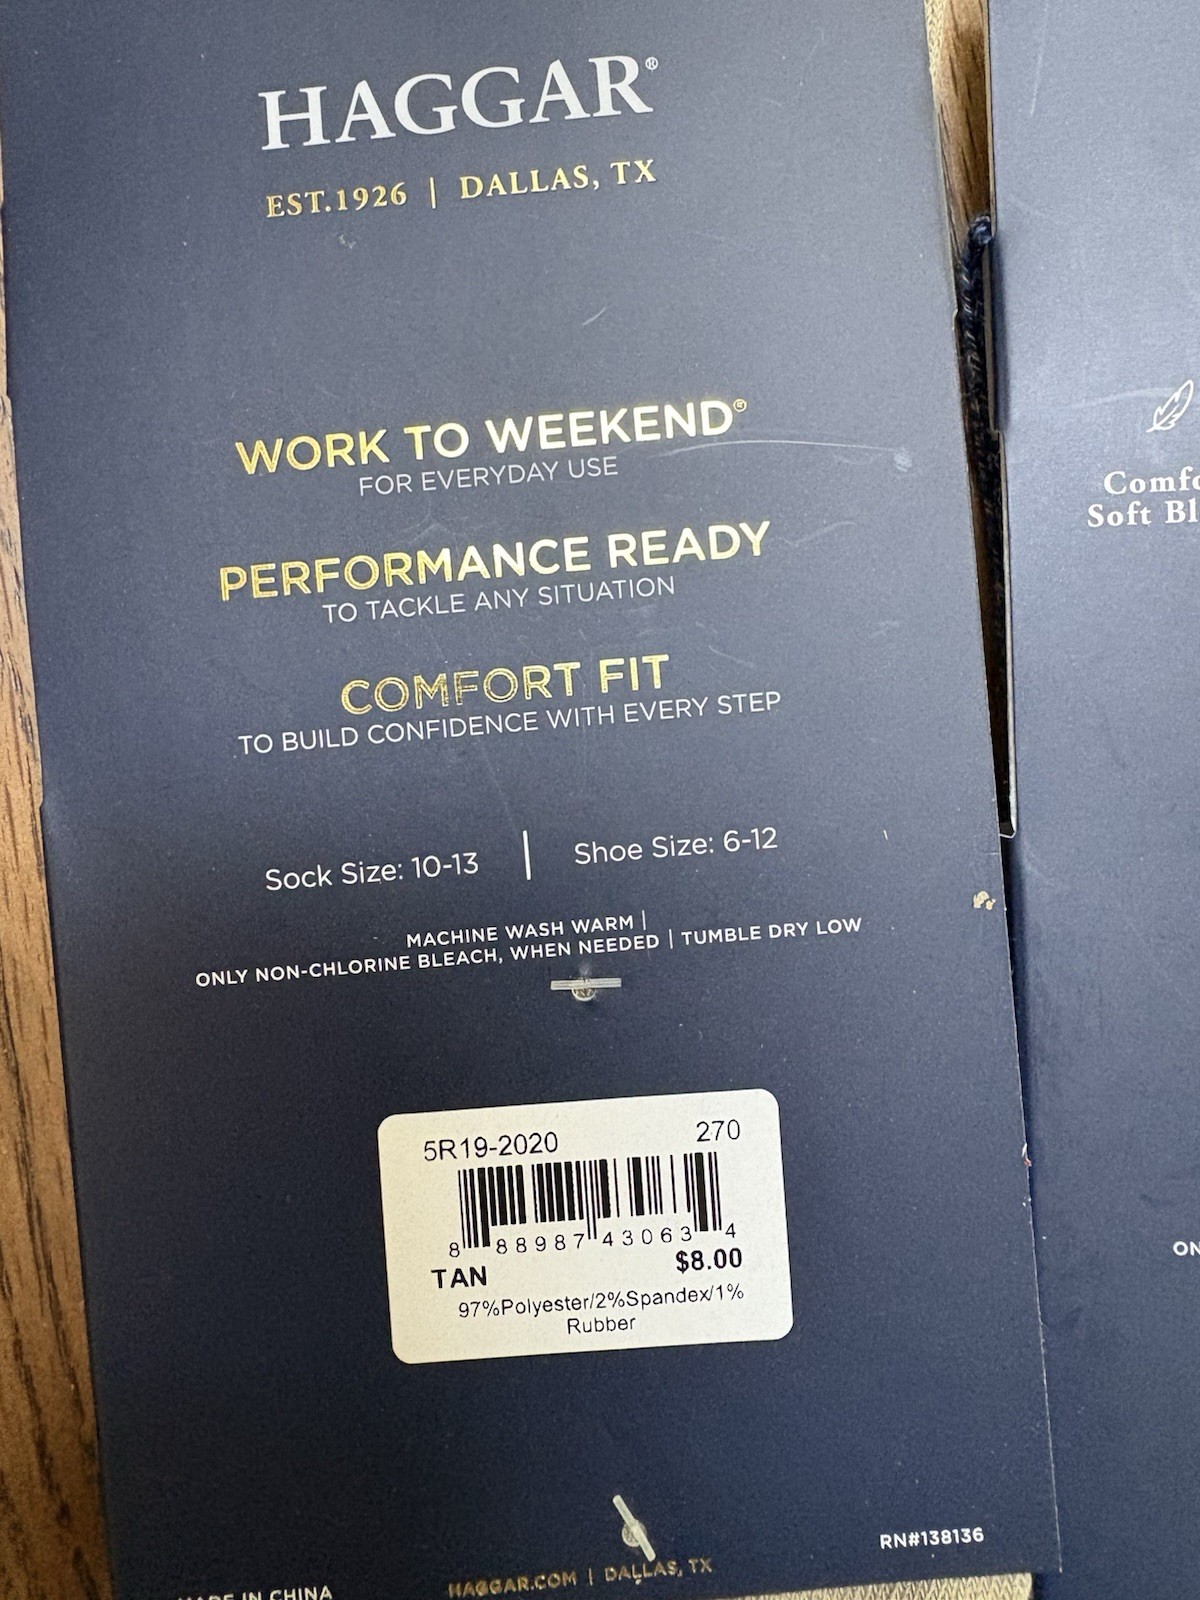 HAGGAR®
EST.1926 | DALLAS, TX
WORK TO WEEKEND®
FOR EVERYDAY USE
PERFORMANCE READY
TO TACKLE ANY SITUATION
COMFORT FIT
TO BUILD CONFIDENCE WITH EVERY STEP
Sock Size: 10-13 | Shoe Size: 6-12
MACHINE WASH WARM |
ONLY NON-CHLORINE BLEACH, WHEN NEEDED | TUMBLE DRY LOW
5R19-2020 270
8 88987 43063 4
TAN $8.00
97%Polyester/2%Spandex/1%
Rubber
RN#138136
HAGGAR.COM | DALLAS, TX
MADE IN CHINA
Soft